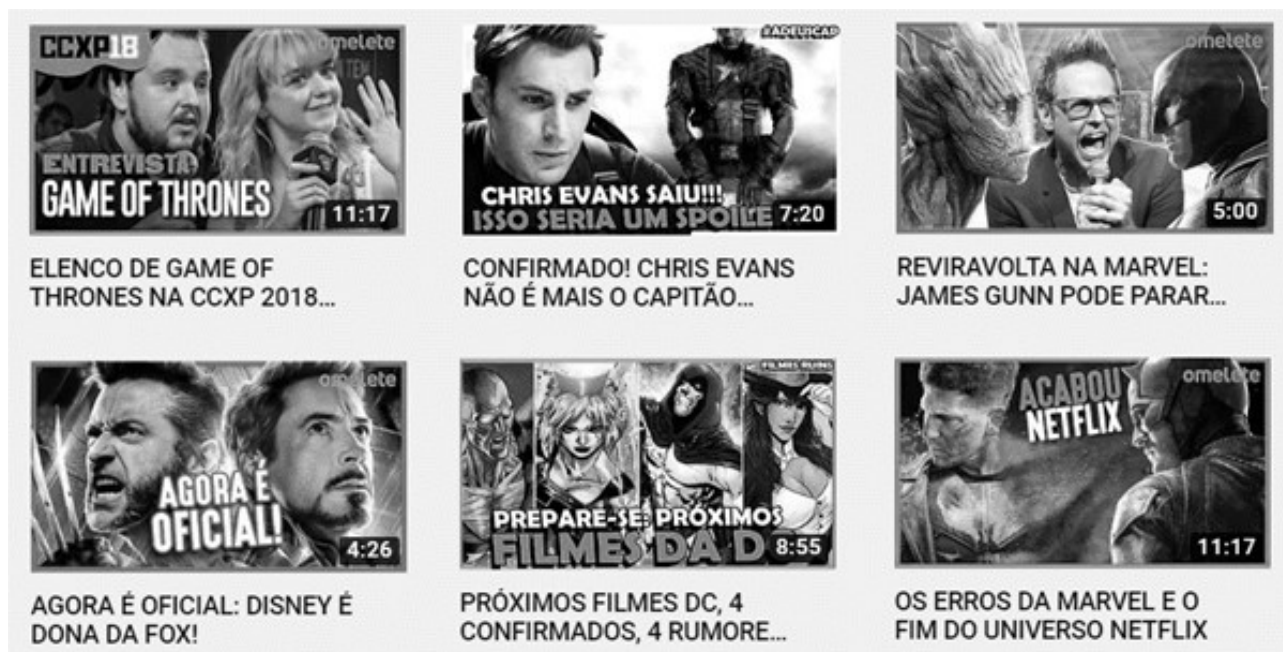 CCXP18
omelete
ENTREVISTA
GAME OF THRONES
11:17
ELENCO DE GAME OF
THRONES NA CCXP 2018...
#ADEUSCAP
CHRIS EVANS SAIU!!!
ISSO SERIA UM SPOILE
7:20
CONFIRMADO! CHRIS EVANS
NÃO É MAIS O CAPITÃO...
omelete
5:00
REVIRAVOLTA NA MARVEL:
JAMES GUNN PODE PARAR...
omelete
AGORA É
OFICIAL!
4:26
AGORA É OFICIAL: DISNEY É
DONA DA FOX!
FILMES RUINS
PREPARE-SE: PRÓXIMOS
FILMES DA D
8:55
PRÓXIMOS FILMES DC, 4
CONFIRMADOS, 4 RUMORE...
omelete
ACABOU
NETFLIX
11:17
OS ERROS DA MARVEL E O
FIM DO UNIVERSO NETFLIX